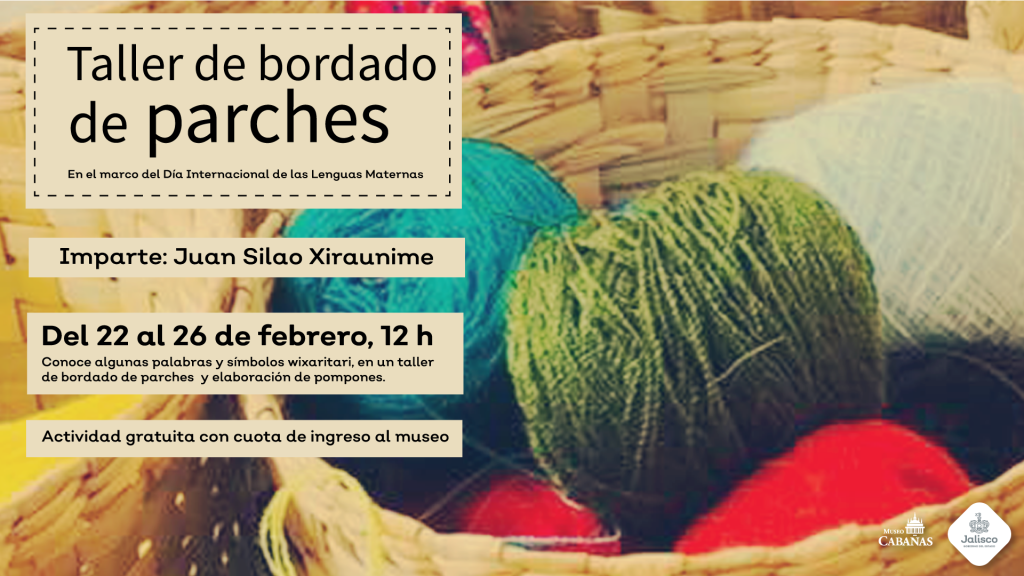 Taller de bordado
de parches
En el marco del Día Internacional de las Lenguas Maternas
Imparte: Juan Silao Xiraunime
Del 22 al 26 de febrero, 12 h
Conoce algunas palabras y símbolos wixaritari, en un taller
de bordado de parches y elaboración de pompones.
Actividad gratuita con cuota de ingreso al museo
Museo
CABAÑAS
Jalisco